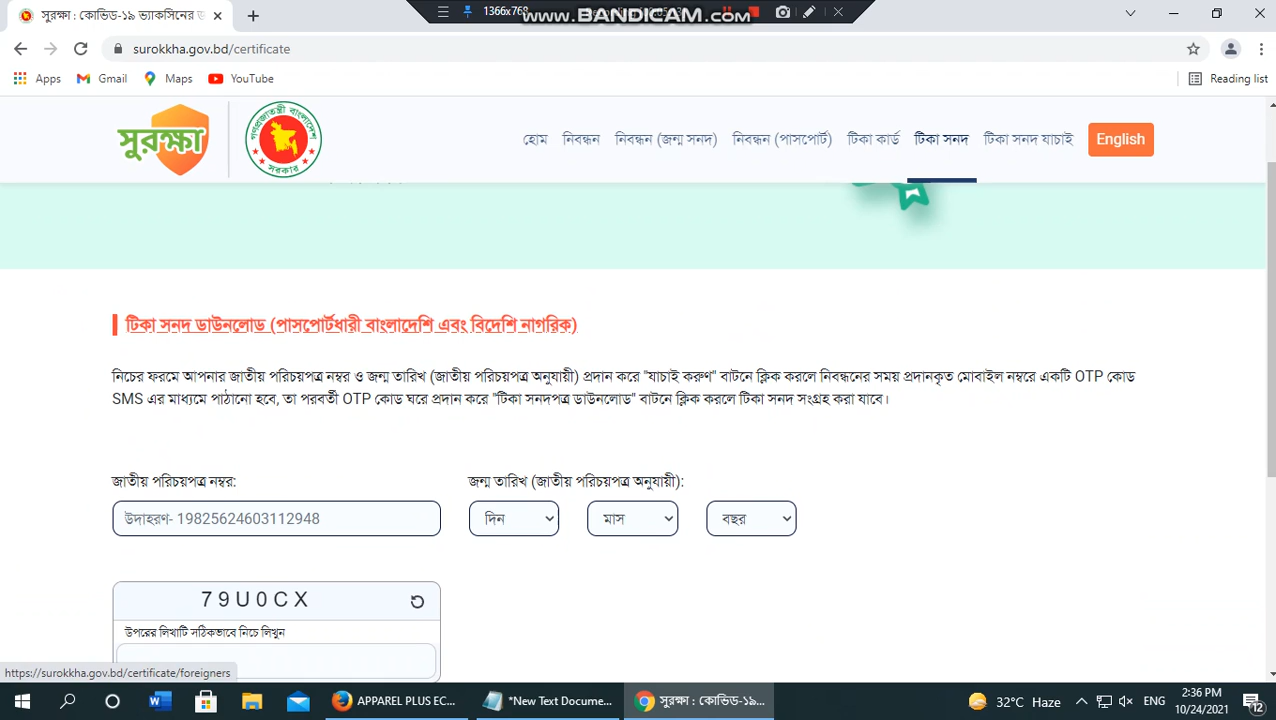 সুরক্ষা : কোভিড-১৯ ভ্যাকসিনের ড
1366x768
www.BANDICAM.com
surokkha.gov.bd/certificate
Apps Gmail Maps YouTube Reading list
সুরক্ষা
গণপ্রজাতন্ত্রী বাংলাদেশ
সরকার
হোম নিবন্ধন নিবন্ধন (জন্ম সনদ) নিবন্ধন (পাসপোর্ট) টিকা কার্ড টিকা সনদ টিকা সনদ যাচাই English
টিকা সনদ ডাউনলোড (পাসপোর্টধারী বাংলাদেশি এবং বিদেশি নাগরিক)
নিচের ফরমে আপনার জাতীয় পরিচয়পত্র নম্বর ও জন্ম তারিখ (জাতীয় পরিচয়পত্র অনুযায়ী) প্রদান করে "যাচাই করুণ" বাটনে ক্লিক করলে নিবন্ধনের সময় প্রদানকৃত মোবাইল নম্বরে একটি OTP কোড
SMS এর মাধ্যমে পাঠানো হবে, তা পরবর্তী OTP কোড ঘরে প্রদান করে "টিকা সনদপত্র ডাউনলোড" বাটনে ক্লিক করলে টিকা সনদ সংগ্রহ করা যাবে।
জাতীয় পরিচয়পত্র নম্বর: জন্ম তারিখ (জাতীয় পরিচয়পত্র অনুযায়ী):
উদাহরণ- 19825624603112948 দিন মাস বছর
79U0CX
উপরের লিখাটি সঠিকভাবে নিচে লিখুন
https://surokkha.gov.bd/certificate/foreigners
APPAREL PLUS EC... *New Text Docume... সুরক্ষা : কোভিড-১৯... 32°C Haze ENG 2:36 PM
10/24/2021
12